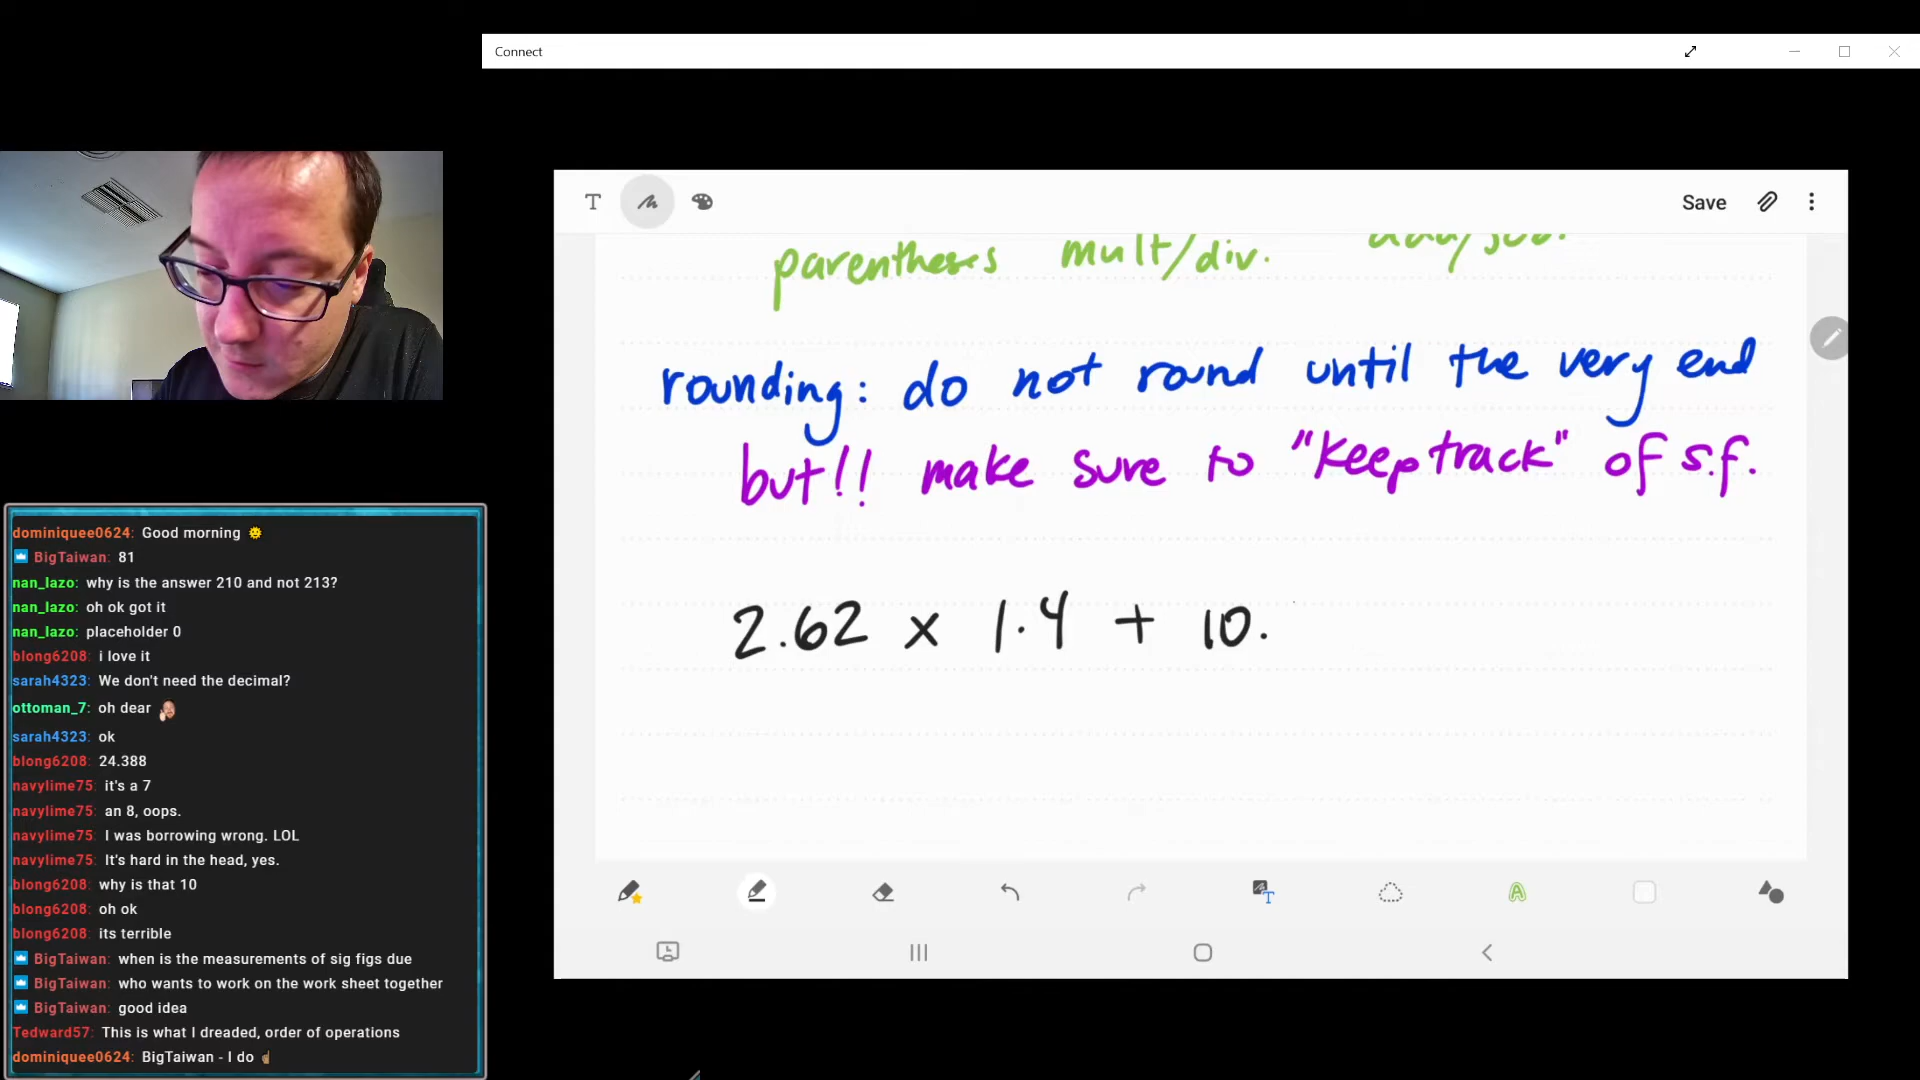 Connect
T
Save
parentheses mult/div. add/sub.
rounding: do not round until the very end
but!! make sure to "keep track" of s.f.
2.62 x 1.4 + 10.
dominiquee0624: Good morning 🌞
BigTaiwan: 81
nan_lazo: why is the answer 210 and not 213?
nan_lazo: oh ok got it
nan_lazo: placeholder 0
blong6208: i love it
sarah4323: We don't need the decimal?
ottoman_7: oh dear
sarah4323: ok
blong6208: 24.388
navylime75: it's a 7
navylime75: an 8, oops.
navylime75: I was borrowing wrong. LOL
navylime75: It's hard in the head, yes.
blong6208: why is that 10
blong6208: oh ok
blong6208: its terrible
BigTaiwan: when is the measurements of sig figs due
BigTaiwan: who wants to work on the work sheet together
BigTaiwan: good idea
Tedward57: This is what I dreaded, order of operations
dominiquee0624: BigTaiwan - I do ☝🏾